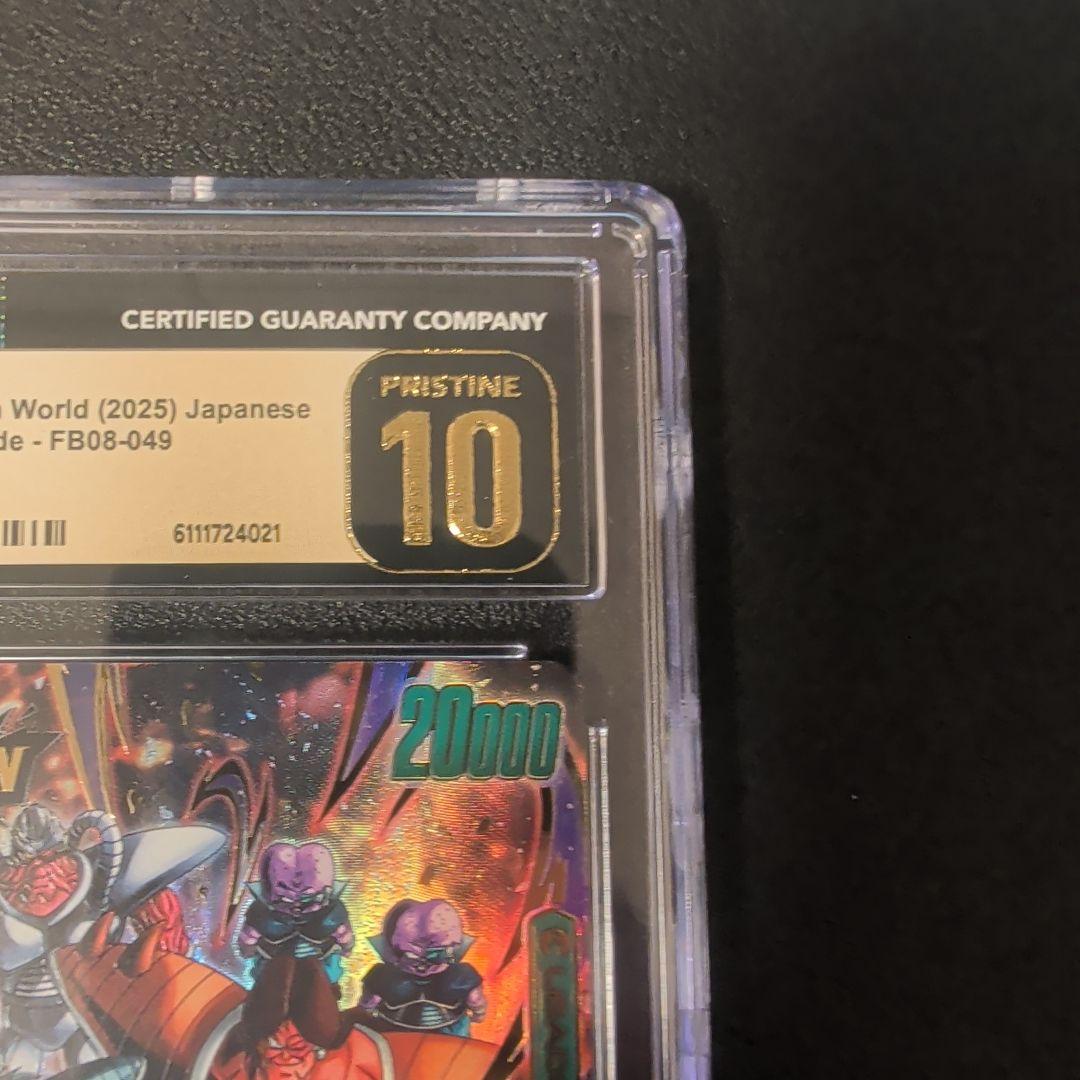 CERTIFIED GUARANTY COMPANY
PRISTINE
10
World (2025) Japanese
de - FB08-049
6111724021
20000